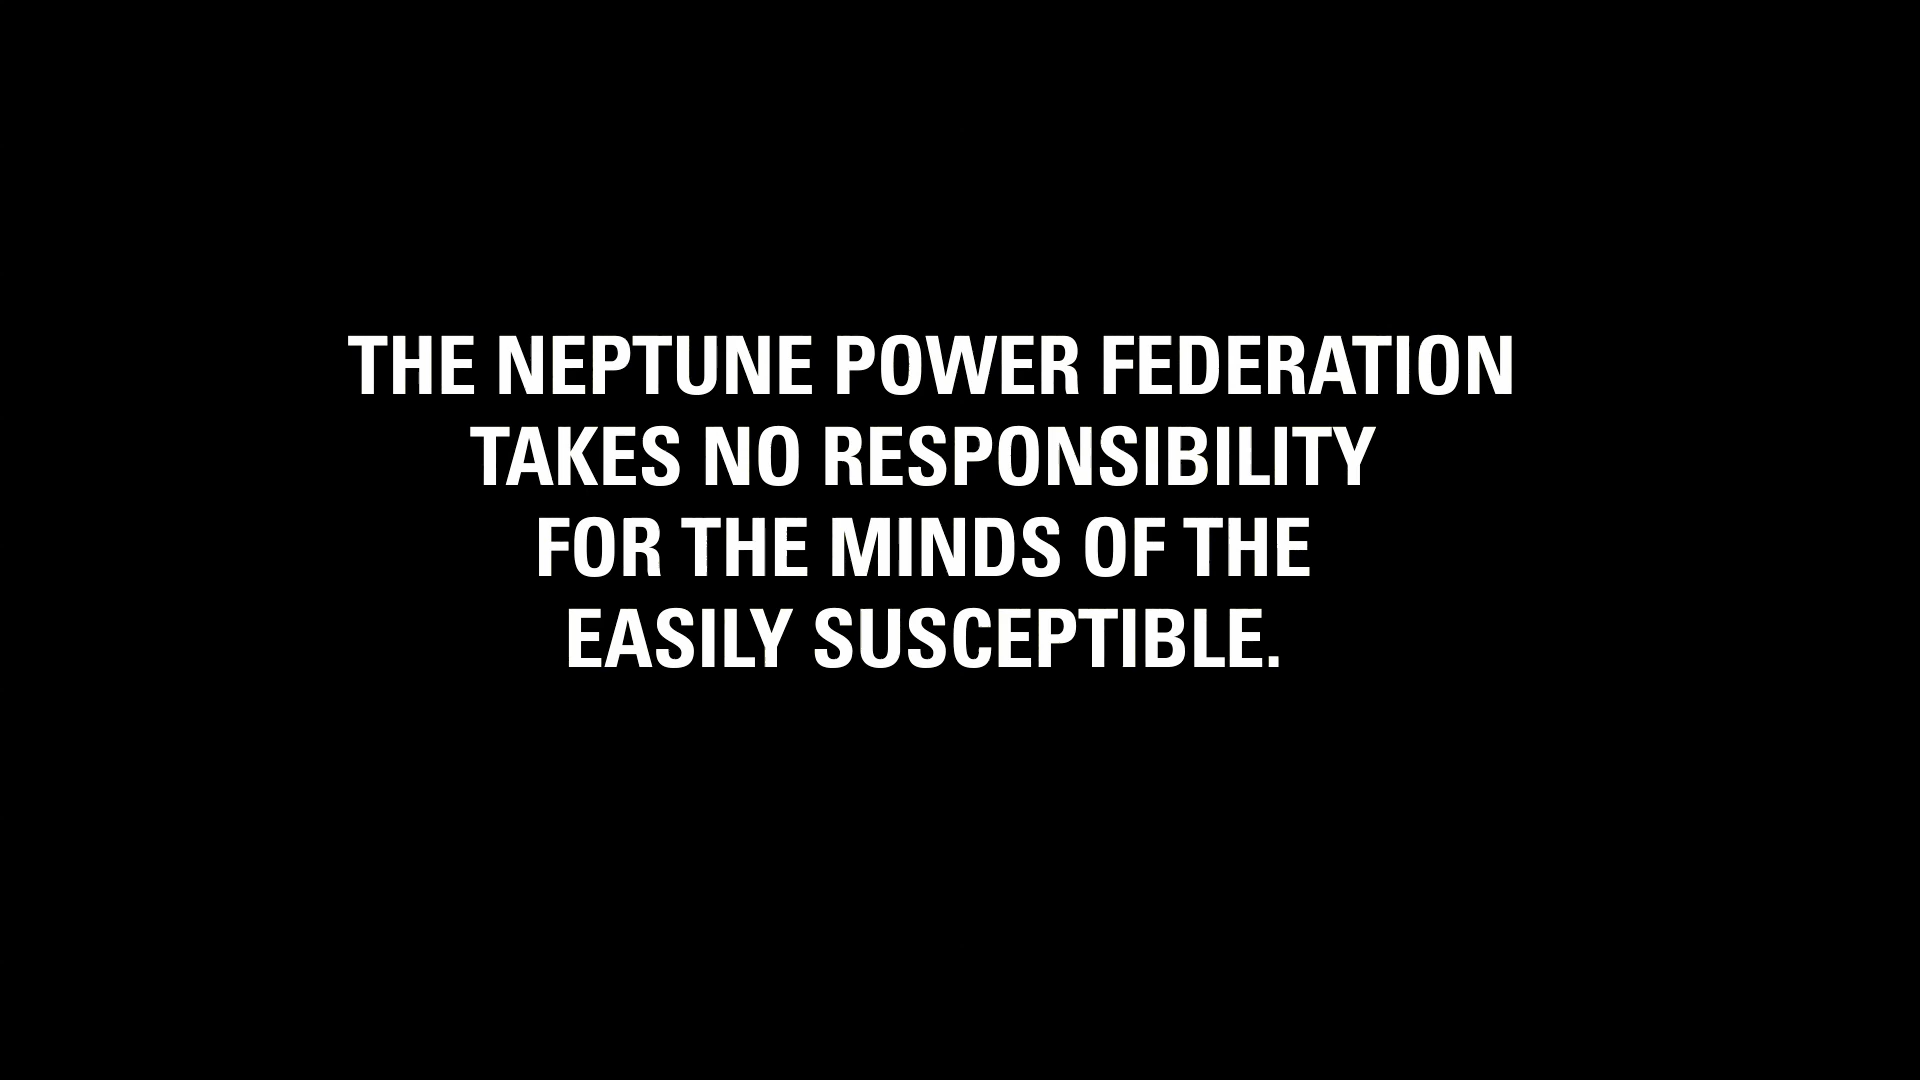 THE NEPTUNE POWER FEDERATION
TAKES NO RESPONSIBILITY
FOR THE MINDS OF THE
EASILY SUSCEPTIBLE.